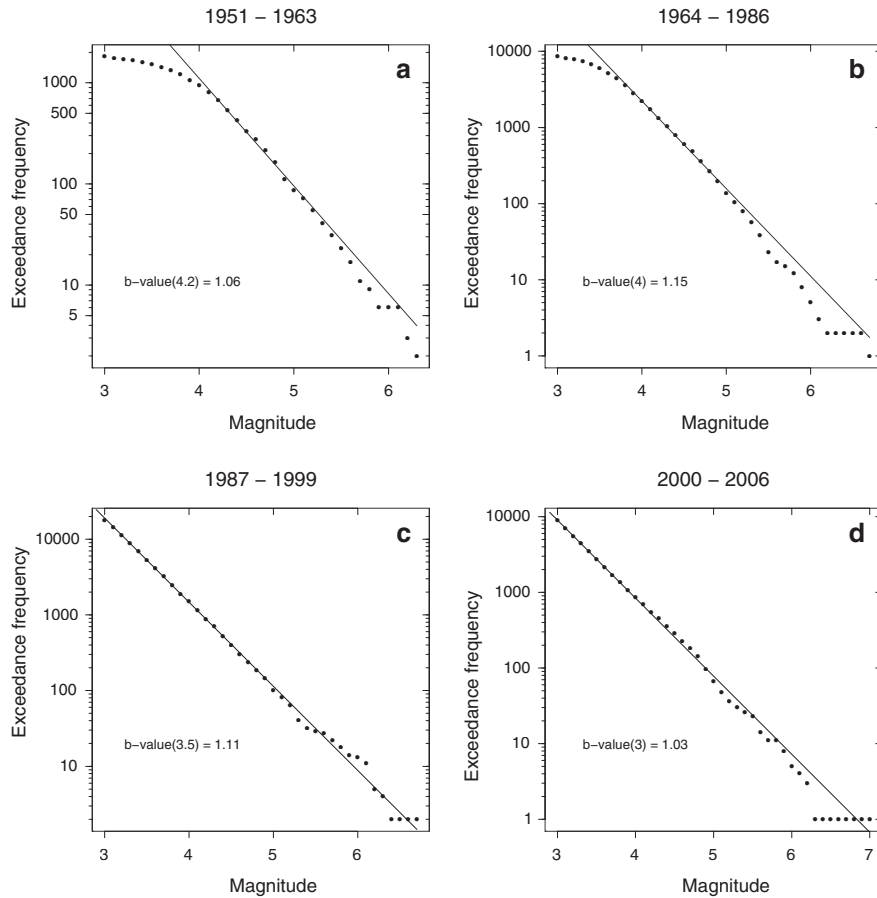 1951 – 1963
a
Exceedance frequency
1000
500
100
50
10
5
b−value(4.2) = 1.06
3 4 5 6
Magnitude
1964 – 1986
b
Exceedance frequency
10000
1000
100
10
1
b−value(4) = 1.15
3 4 5 6
Magnitude
1987 – 1999
c
Exceedance frequency
10000
1000
100
10
b−value(3.5) = 1.11
3 4 5 6
Magnitude
2000 – 2006
d
Exceedance frequency
10000
1000
100
10
1
b−value(3) = 1.03
3 4 5 6 7
Magnitude